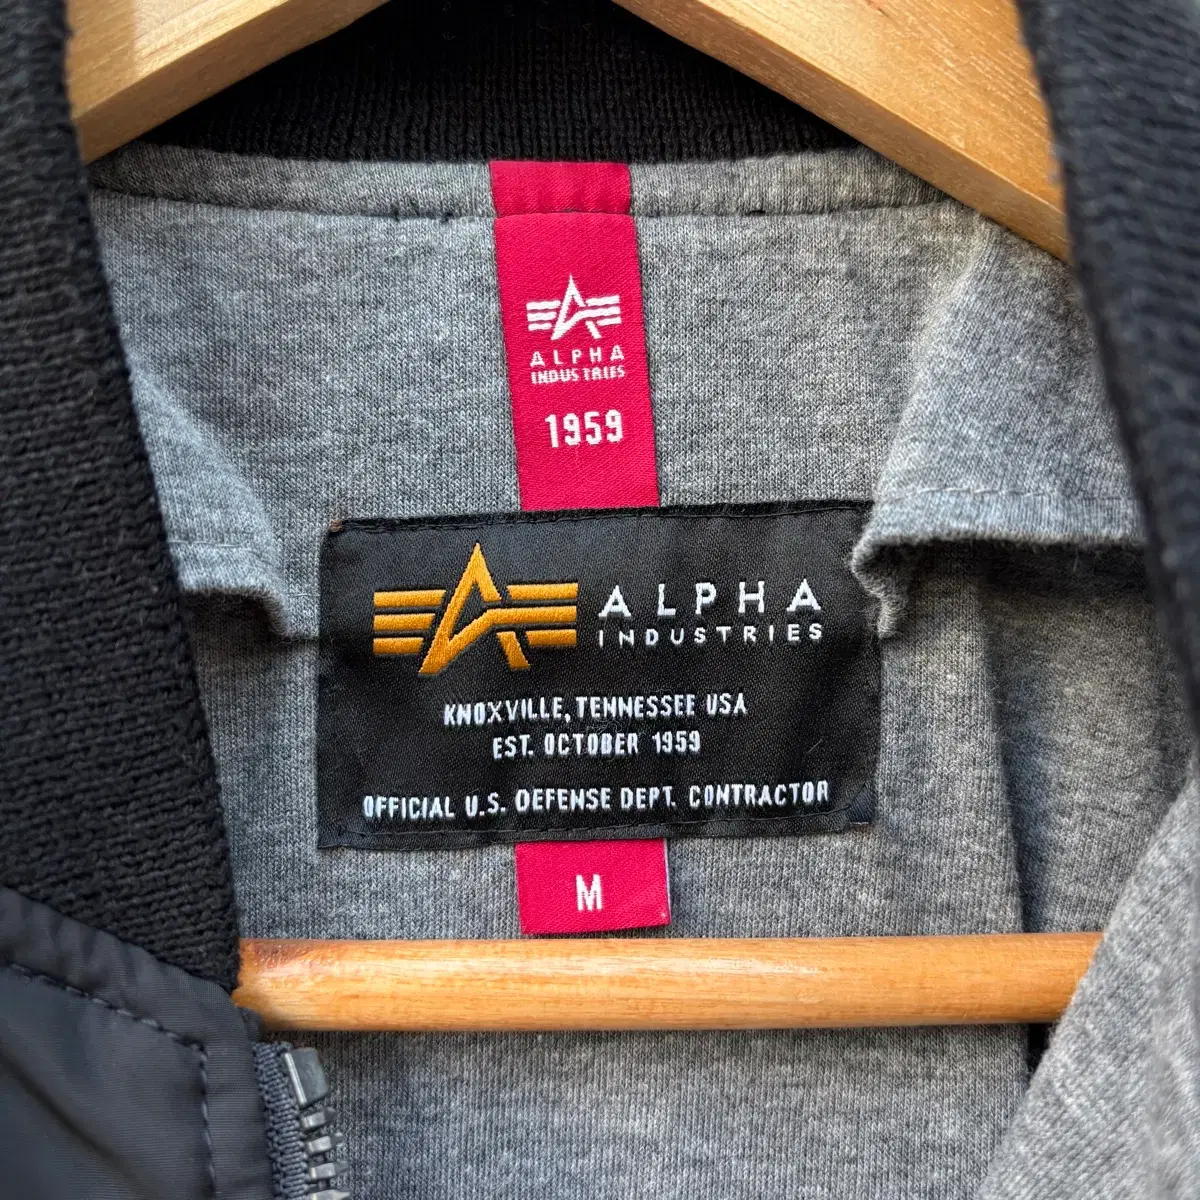 ALPHA
INDUSTRIES
1959
ALPHA
INDUSTRIES
KNOXVILLE, TENNESSEE USA
EST. OCTOBER 1959
OFFICIAL U.S. DEFENSE DEPT. CONTRACTOR
M